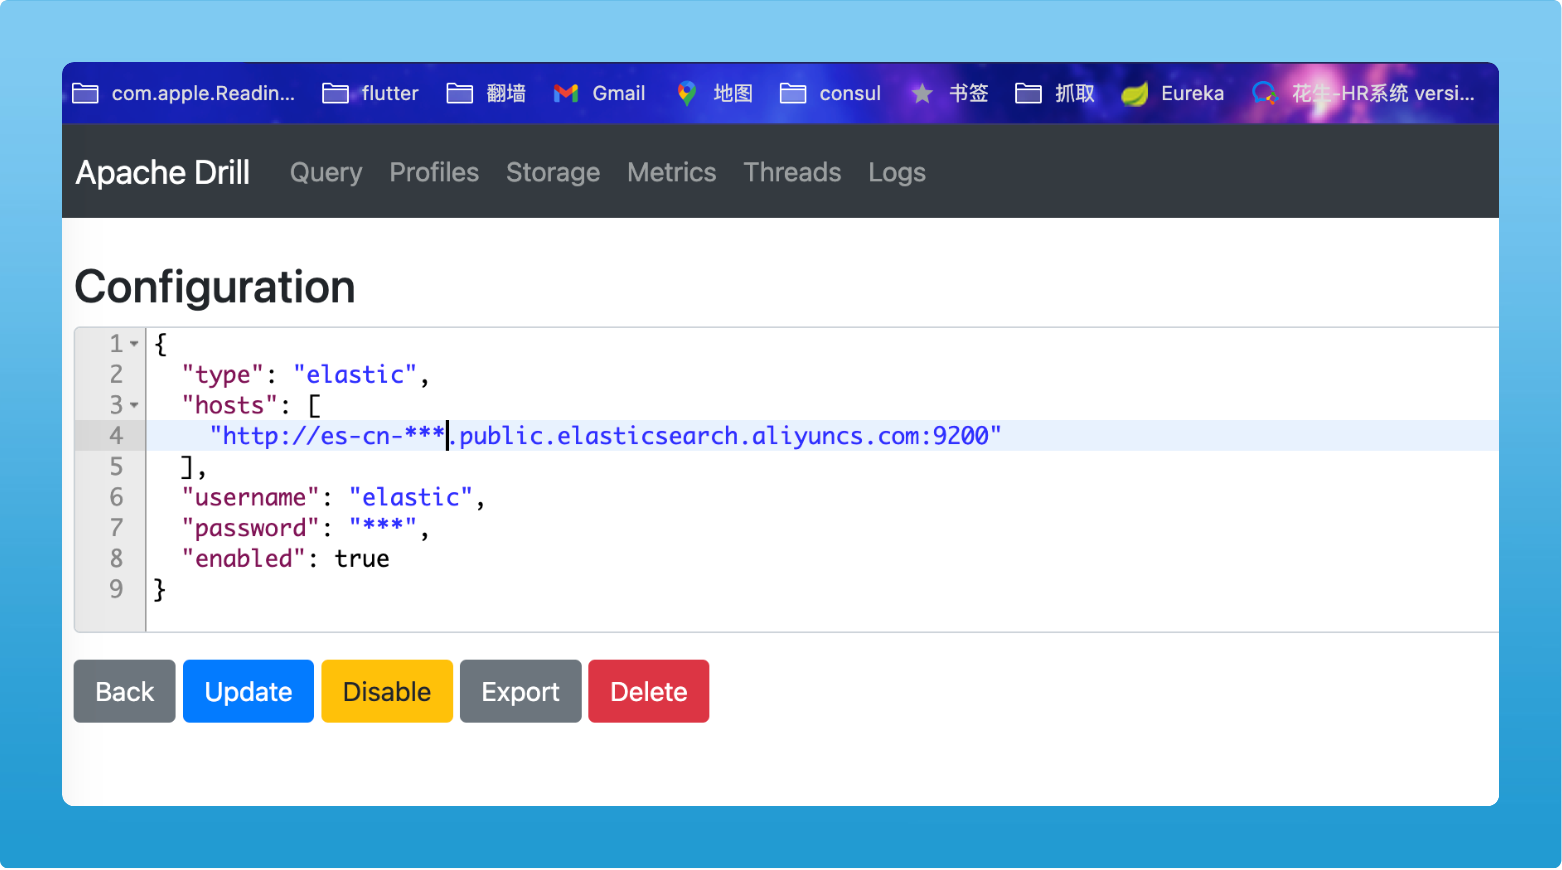 com.apple.Readin... flutter 翻墙 Gmail 地图 consul 书签 抓取 Eureka 花生-HR系统 versi...
Apache Drill Query Profiles Storage Metrics Threads Logs
Configuration
1 {
2 "type": "elastic",
3 "hosts": [
4 "http://es-cn-***.public.elasticsearch.aliyuncs.com:9200"
5 ],
6 "username": "elastic",
7 "password": "***",
8 "enabled": true
9 }
Back Update Disable Export Delete